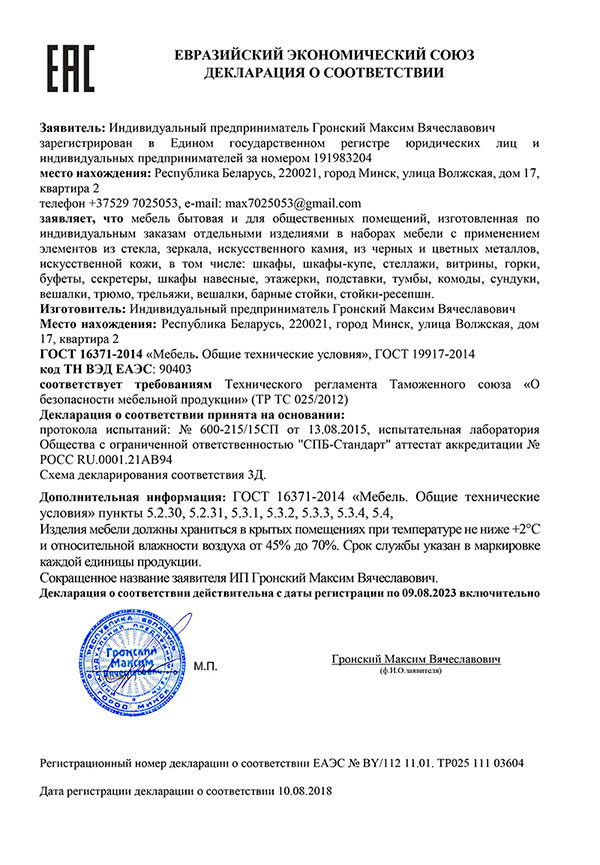 EAC
ЕВРАЗИЙСКИЙ ЭКОНОМИЧЕСКИЙ СОЮЗ
ДЕКЛАРАЦИЯ О СООТВЕТСТВИИ
Заявитель: Индивидуальный предприниматель Гронский Максим Вячеславович
зарегистрирован в Едином государственном регистре юридических лиц и
индивидуальных предпринимателей за номером 191983204
место нахождения: Республика Беларусь, 220021, город Минск, улица Волжская, дом 17,
квартира 2
телефон +37529 7025053, e-mail: max7025053@gmail.com
заявляет, что мебель бытовая и для общественных помещений, изготовленная по
индивидуальным заказам отдельными изделиями в наборах мебели с применением
элементов из стекла, зеркала, искусственного камня, из черных и цветных металлов,
искусственной кожи, в том числе: шкафы, шкафы-купе, стеллажи, витрины, горки,
буфеты, секретеры, шкафы навесные, этажерки, подставки, тумбы, комоды, сундуки,
вешалки, трюмо, трельяжи, вешалки, барные стойки, стойки-ресепшн.
Изготовитель: Индивидуальный предприниматель Гронский Максим Вячеславович
Место нахождения: Республика Беларусь, 220021, город Минск, улица Волжская, дом
17, квартира 2
ГОСТ 16371-2014 «Мебель. Общие технические условия», ГОСТ 19917-2014
код ТН ВЭД ЕАЭС: 90403
соответствует требованиям Технического регламента Таможенного союза «О
безопасности мебельной продукции» (ТР ТС 025/2012)
Декларация о соответствии принята на основании:
протокола испытаний: № 600-215/15СП от 13.08.2015, испытательная лаборатория
Общества с ограниченной ответственностью "СПБ-Стандарт" аттестат аккредитации №
РОСС RU.0001.21АВ94
Схема декларирования соответствия 3Д.
Дополнительная информация: ГОСТ 16371-2014 «Мебель. Общие технические
условия» пункты 5.2.30, 5.2.31, 5.3.1, 5.3.2, 5.3.3, 5.3.4, 5.4,
Изделия мебели должны храниться в крытых помещениях при температуре не ниже +2°С
и относительной влажности воздуха от 45% до 70%. Срок службы указан в маркировке
каждой единицы продукции.
Сокращенное название заявителя ИП Гронский Максим Вячеславович.
Декларация о соответствии действительна с даты регистрации по 09.08.2023 включительно
РЕСПУБЛИКА БЕЛАРУСЬ
Гронский
Максим
Вячеславович
ГОРОД МИНСК
М.П.
Гронский Максим Вячеславович
(ф.И.О.заявителя)
Регистрационный номер декларации о соответствии ЕАЭС № BY/112 11.01. ТР025 111 03604
Дата регистрации декларации о соответствии 10.08.2018